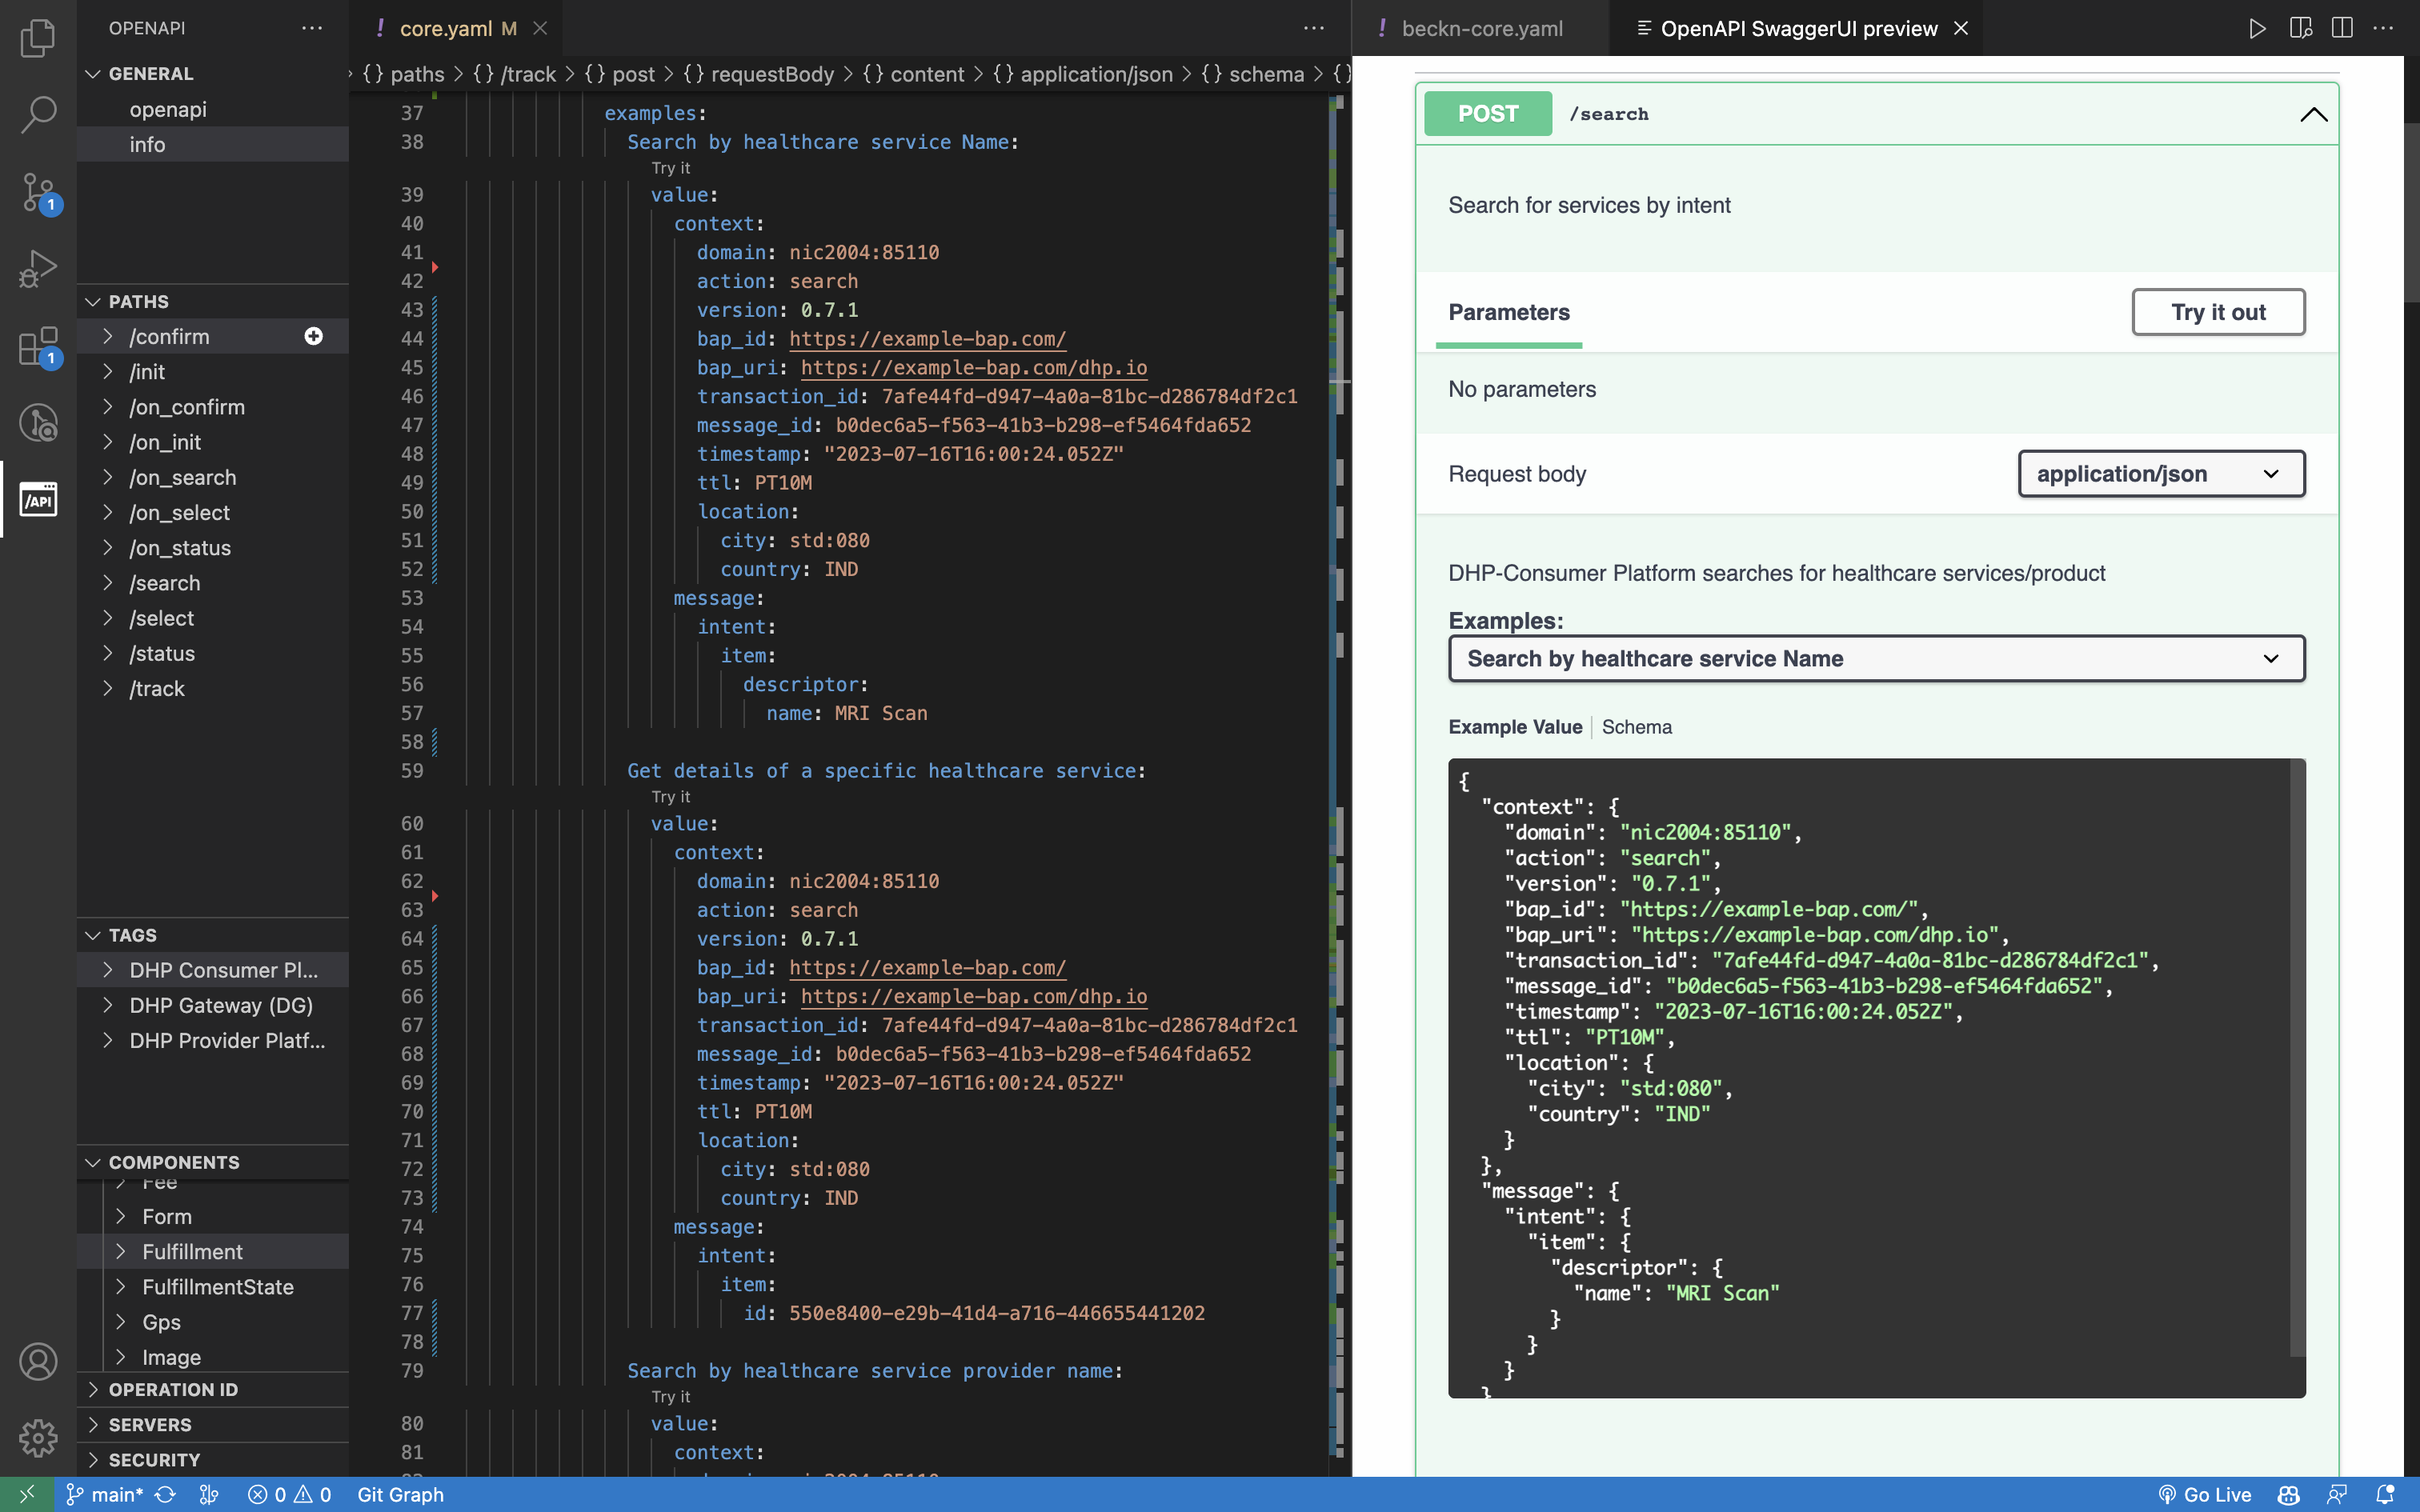 OPENAPI
GENERAL
openapi
info
PATHS
/confirm
/init
/on_confirm
/on_init
/on_search
/on_select
/on_status
/search
/select
/status
/track
TAGS
DHP Consumer Pl...
DHP Gateway (DG)
DHP Provider Platf...
COMPONENTS
Fee
Form
Fulfillment
FulfillmentState
Gps
Image
OPERATION ID
SERVERS
SECURITY
1
1
/API
! core.yaml M
{} paths > {} /track > {} post > {} requestBody > {} content > {} application/json > {} schema > {}
37 examples:
38 Search by healthcare service Name:
Try it
39 value:
40 context:
41 domain: nic2004:85110
42 action: search
43 version: 0.7.1
44 bap_id: https://example-bap.com/
45 bap_uri: https://example-bap.com/dhp.io
46 transaction_id: 7afe44fd-d947-4a0a-81bc-d286784df2c1
47 message_id: b0dec6a5-f563-41b3-b298-ef5464fda652
48 timestamp: "2023-07-16T16:00:24.052Z"
49 ttl: PT10M
50 location:
51 city: std:080
52 country: IND
53 message:
54 intent:
55 item:
56 descriptor:
57 name: MRI Scan
58
59 Get details of a specific healthcare service:
Try it
60 value:
61 context:
62 domain: nic2004:85110
63 action: search
64 version: 0.7.1
65 bap_id: https://example-bap.com/
66 bap_uri: https://example-bap.com/dhp.io
67 transaction_id: 7afe44fd-d947-4a0a-81bc-d286784df2c1
68 message_id: b0dec6a5-f563-41b3-b298-ef5464fda652
69 timestamp: "2023-07-16T16:00:24.052Z"
70 ttl: PT10M
71 location:
72 city: std:080
73 country: IND
74 message:
75 intent:
76 item:
77 id: 550e8400-e29b-41d4-a716-446655441202
78
79 Search by healthcare service provider name:
Try it
80 value:
81 context:
! beckn-core.yaml
OpenAPI SwaggerUI preview
POST /search
Search for services by intent
Parameters
Try it out
No parameters
Request body
application/json
DHP-Consumer Platform searches for healthcare services/product
Examples:
Search by healthcare service Name
Example Value | Schema
{
"context": {
"domain": "nic2004:85110",
"action": "search",
"version": "0.7.1",
"bap_id": "https://example-bap.com/",
"bap_uri": "https://example-bap.com/dhp.io",
"transaction_id": "7afe44fd-d947-4a0a-81bc-d286784df2c1",
"message_id": "b0dec6a5-f563-41b3-b298-ef5464fda652",
"timestamp": "2023-07-16T16:00:24.052Z",
"ttl": "PT10M",
"location": {
"city": "std:080",
"country": "IND"
}
},
"message": {
"intent": {
"item": {
"descriptor": {
"name": "MRI Scan"
}
}
}
}
main* 0 0 Git Graph
Go Live